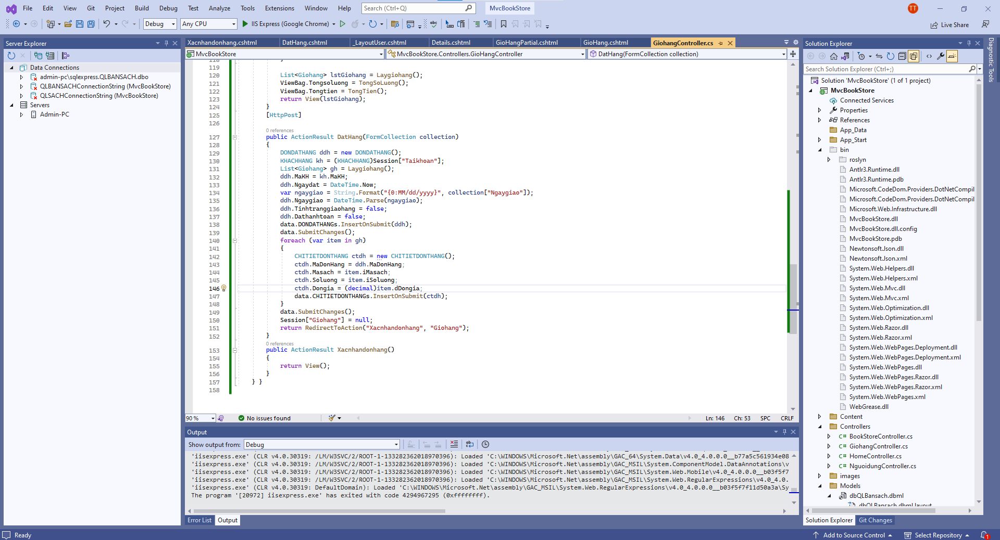 File Edit View Git Project Build Debug Test Analyze Tools Extensions Window Help Search (Ctrl+Q) MvcBookStore TT
Debug Any CPU IIS Express (Google Chrome) Live Share
Server Explorer
Data Connections
admin-pc\sqlexpress.QLBANSACH.dbo
QLBANSACHConnectionString (MvcBookStore)
QLSACHConnectionString (MvcBookStore)
Servers
Admin-PC
Xacnhandonhang.cshtml DatHang.cshtml _LayoutUser.cshtml Details.cshtml GioHangPartial.cshtml GioHang.cshtml GiohangController.cs
MvcBookStore MvcBookStore.Controllers.GioHangController DatHang(FormCollection collection)
118 }
119
120 List<Giohang> lstGiohang = Laygiohang();
121 ViewBag.Tongsoluong = TongSoLuong();
122 ViewBag.Tongtien = TongTien();
123 return View(lstGiohang);
124 }
125 [HttpPost]
126
0 references
127 public ActionResult DatHang(FormCollection collection)
128 {
129 DONDATHANG ddh = new DONDATHANG();
130 KHACHHANG kh = (KHACHHANG)Session["Taikhoan"];
131 List<Giohang> gh = Laygiohang();
132 ddh.MaKH = kh.MaKH;
133 ddh.Ngaydat = DateTime.Now;
134 var ngaygiao = String.Format("{0:MM/dd/yyyy}", collection["Ngaygiao"]);
135 ddh.Ngaygiao = DateTime.Parse(ngaygiao);
136 ddh.Tinhtranggiaohang = false;
137 ddh.Dathanhtoan = false;
138 data.DONDATHANGs.InsertOnSubmit(ddh);
139 data.SubmitChanges();
140 foreach (var item in gh)
141 {
142 CHITIETDONTHANG ctdh = new CHITIETDONTHANG();
143 ctdh.MaDonHang = ddh.MaDonHang;
144 ctdh.Masach = item.iMasach;
145 ctdh.Soluong = item.iSoluong;
146 ctdh.Dongia = (decimal)item.dDongia;
147 data.CHITIETDONTHANGs.InsertOnSubmit(ctdh);
148 }
149 data.SubmitChanges();
150 Session["Giohang"] = null;
151 return RedirectToAction("Xacnhandonhang", "Giohang");
152 }
0 references
153 public ActionResult Xacnhandonhang()
154 {
155 return View();
156 }
157 } }
158
90 % No issues found Ln: 146 Ch: 53 SPC CRLF
Output
Show output from: Debug
'iisexpress.exe' (CLR v4.0.30319: /LM/W3SVC/2/ROOT-1-133282362018970396): Loaded 'C:\WINDOWS\Microsoft.Net\assembly\GAC_64\System.Data\v4.0_4.0.0.0__b77a5c561934e08
'iisexpress.exe' (CLR v4.0.30319: /LM/W3SVC/2/ROOT-1-133282362018970396): Loaded 'C:\WINDOWS\Microsoft.Net\assembly\GAC_MSIL\System.ComponentModel.DataAnnotations\v
'iisexpress.exe' (CLR v4.0.30319: /LM/W3SVC/2/ROOT-1-133282362018970396): Loaded 'C:\WINDOWS\Microsoft.Net\assembly\GAC_MSIL\System.Web.Mobile\v4.0_4.0.0.0__b03f5f7
'iisexpress.exe' (CLR v4.0.30319: /LM/W3SVC/2/ROOT-1-133282362018970396): Loaded 'C:\WINDOWS\Microsoft.Net\assembly\GAC_MSIL\System.Web.RegularExpressions\v4.0_4.0.
'iisexpress.exe' (CLR v4.0.30319: DefaultDomain): Loaded 'C:\WINDOWS\Microsoft.Net\assembly\GAC_MSIL\System.Web.RegularExpressions\v4.0_4.0.0.0__b03f5f7f11d50a3a\Sy
The program '[20972] iisexpress.exe' has exited with code 4294967295 (0xffffffff).
Error List Output
Solution Explorer
Search Solution Explorer (Ctrl+;)
Solution 'MvcBookStore' (1 of 1 project)
MvcBookStore
Connected Services
Properties
References
App_Data
App_Start
bin
roslyn
Antlr3.Runtime.dll
Antlr3.Runtime.pdb
Microsoft.CodeDom.Providers.DotNetCompil
Microsoft.CodeDom.Providers.DotNetCompil
Microsoft.Web.Infrastructure.dll
MvcBookStore.dll
MvcBookStore.dll.config
MvcBookStore.pdb
Newtonsoft.Json.dll
Newtonsoft.Json.xml
System.Web.Helpers.dll
System.Web.Helpers.xml
System.Web.Mvc.dll
System.Web.Mvc.xml
System.Web.Optimization.dll
System.Web.Optimization.xml
System.Web.Razor.dll
System.Web.Razor.xml
System.Web.WebPages.Deployment.dll
System.Web.WebPages.Deployment.xml
System.Web.WebPages.dll
System.Web.WebPages.Razor.dll
System.Web.WebPages.Razor.xml
System.Web.WebPages.xml
WebGrease.dll
Content
Controllers
C# BookStoreController.cs
C# GiohangController.cs
C# HomeController.cs
C# NguoidungController.cs
images
Models
dbQLBansach.dbml
dbQLBansach.dbml.layout
Solution Explorer Git Changes
Diagnostic Tools
Ready Add to Source Control Select Repository 1